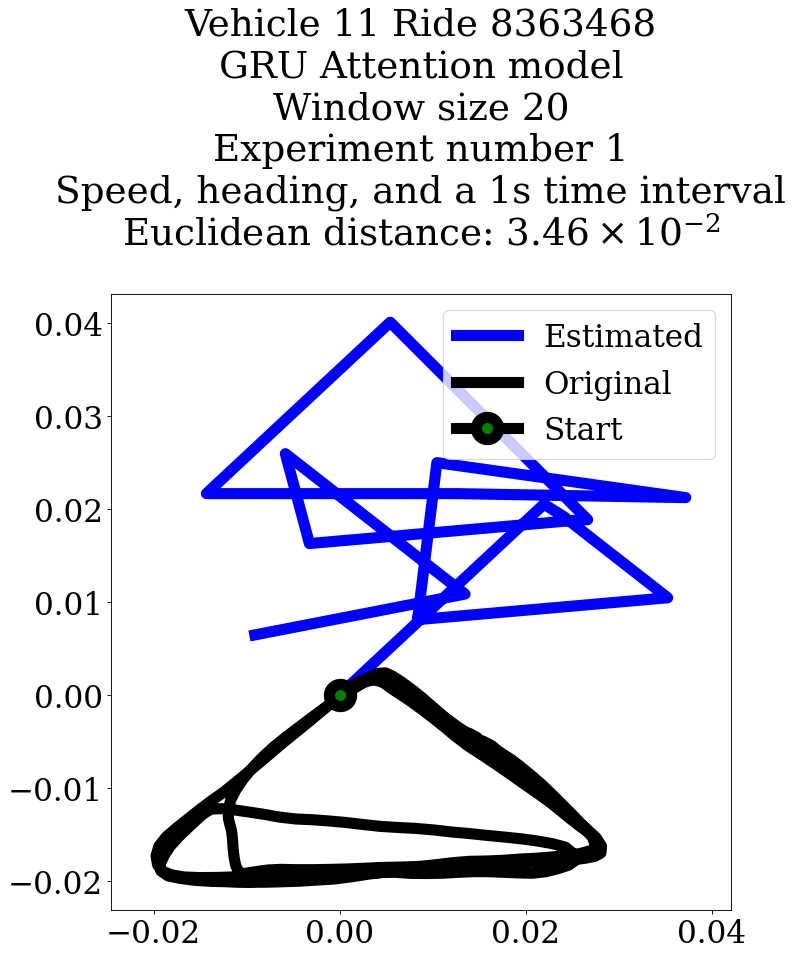 Vehicle 11 Ride 8363468
GRU Attention model
Window size 20
Experiment number 1
Speed, heading, and a 1s time interval
Euclidean distance: 3.46 × 10⁻²
Estimated
Original
Start
0.04
0.03
0.02
0.01
0.00
−0.01
−0.02
−0.02 0.00 0.02 0.04